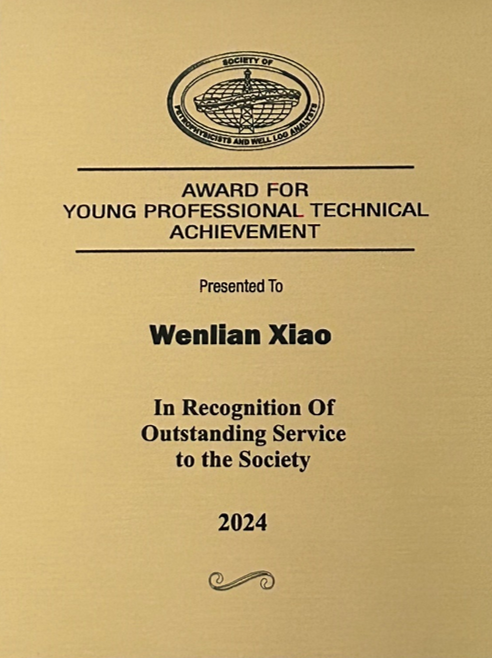 SOCIETY OF
PETROPHYSICISTS AND WELL LOG ANALYSTS
AWARD FOR
YOUNG PROFESSIONAL TECHNICAL
ACHIEVEMENT
Presented To
Wenlian Xiao
In Recognition Of
Outstanding Service
to the Society
2024